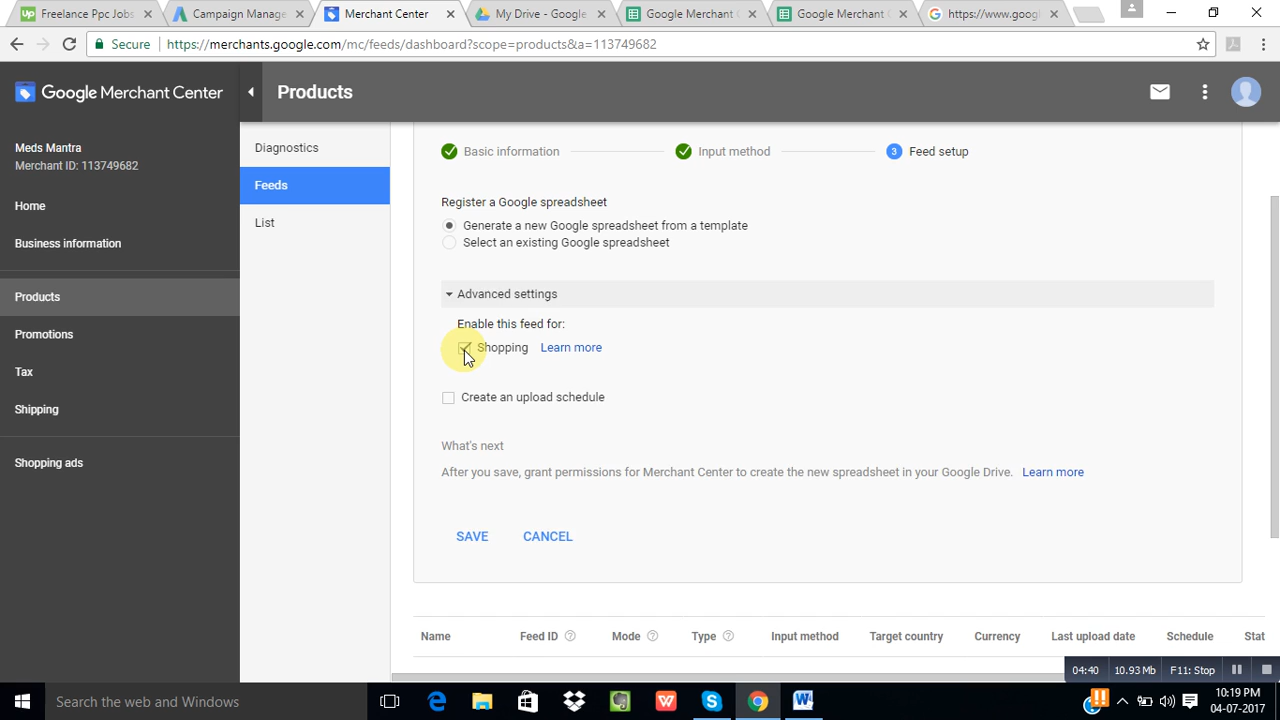 Freelance Ppc Jobs
Campaign Manage
Merchant Center
My Drive - Google
Google Merchant
Google Merchant C
https://www.goog
Secure
https://merchants.google.com/mc/feeds/dashboard?scope=products&a=113749682
Google Merchant Center
Products
Meds Mantra
Merchant ID: 113749682
Home
Business information
Products
Promotions
Tax
Shipping
Shopping ads
Diagnostics
Feeds
List
Basic information
Input method
3 Feed setup
Register a Google spreadsheet
Generate a new Google spreadsheet from a template
Select an existing Google spreadsheet
Advanced settings
Enable this feed for:
Shopping Learn more
Create an upload schedule
What's next
After you save, grant permissions for Merchant Center to create the new spreadsheet in your Google Drive. Learn more
SAVE CANCEL
Name Feed ID Mode Type Input method Target country Currency Last upload date Schedule Stat
04:40 10.93 Mb F11: Stop
Search the web and Windows
10:19 PM
04-07-2017